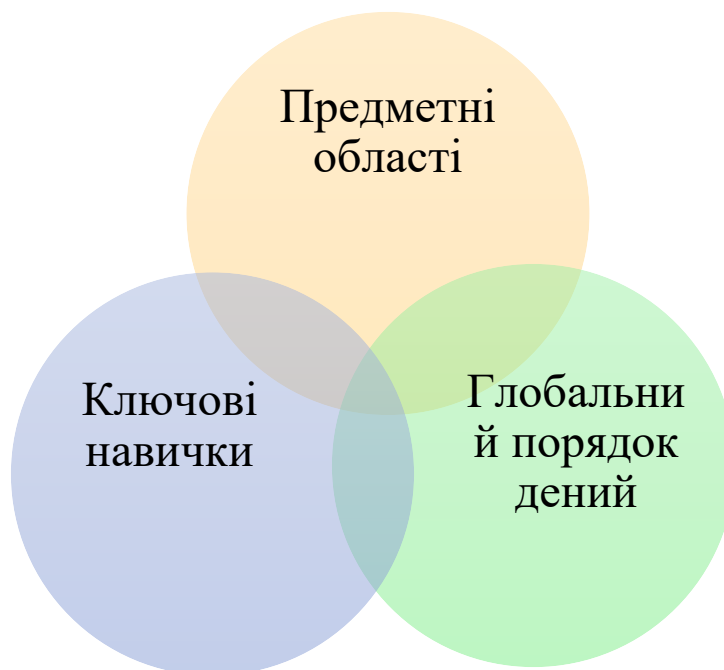 Предметні
області
Ключові
навички
Глобальни
й порядок
дений